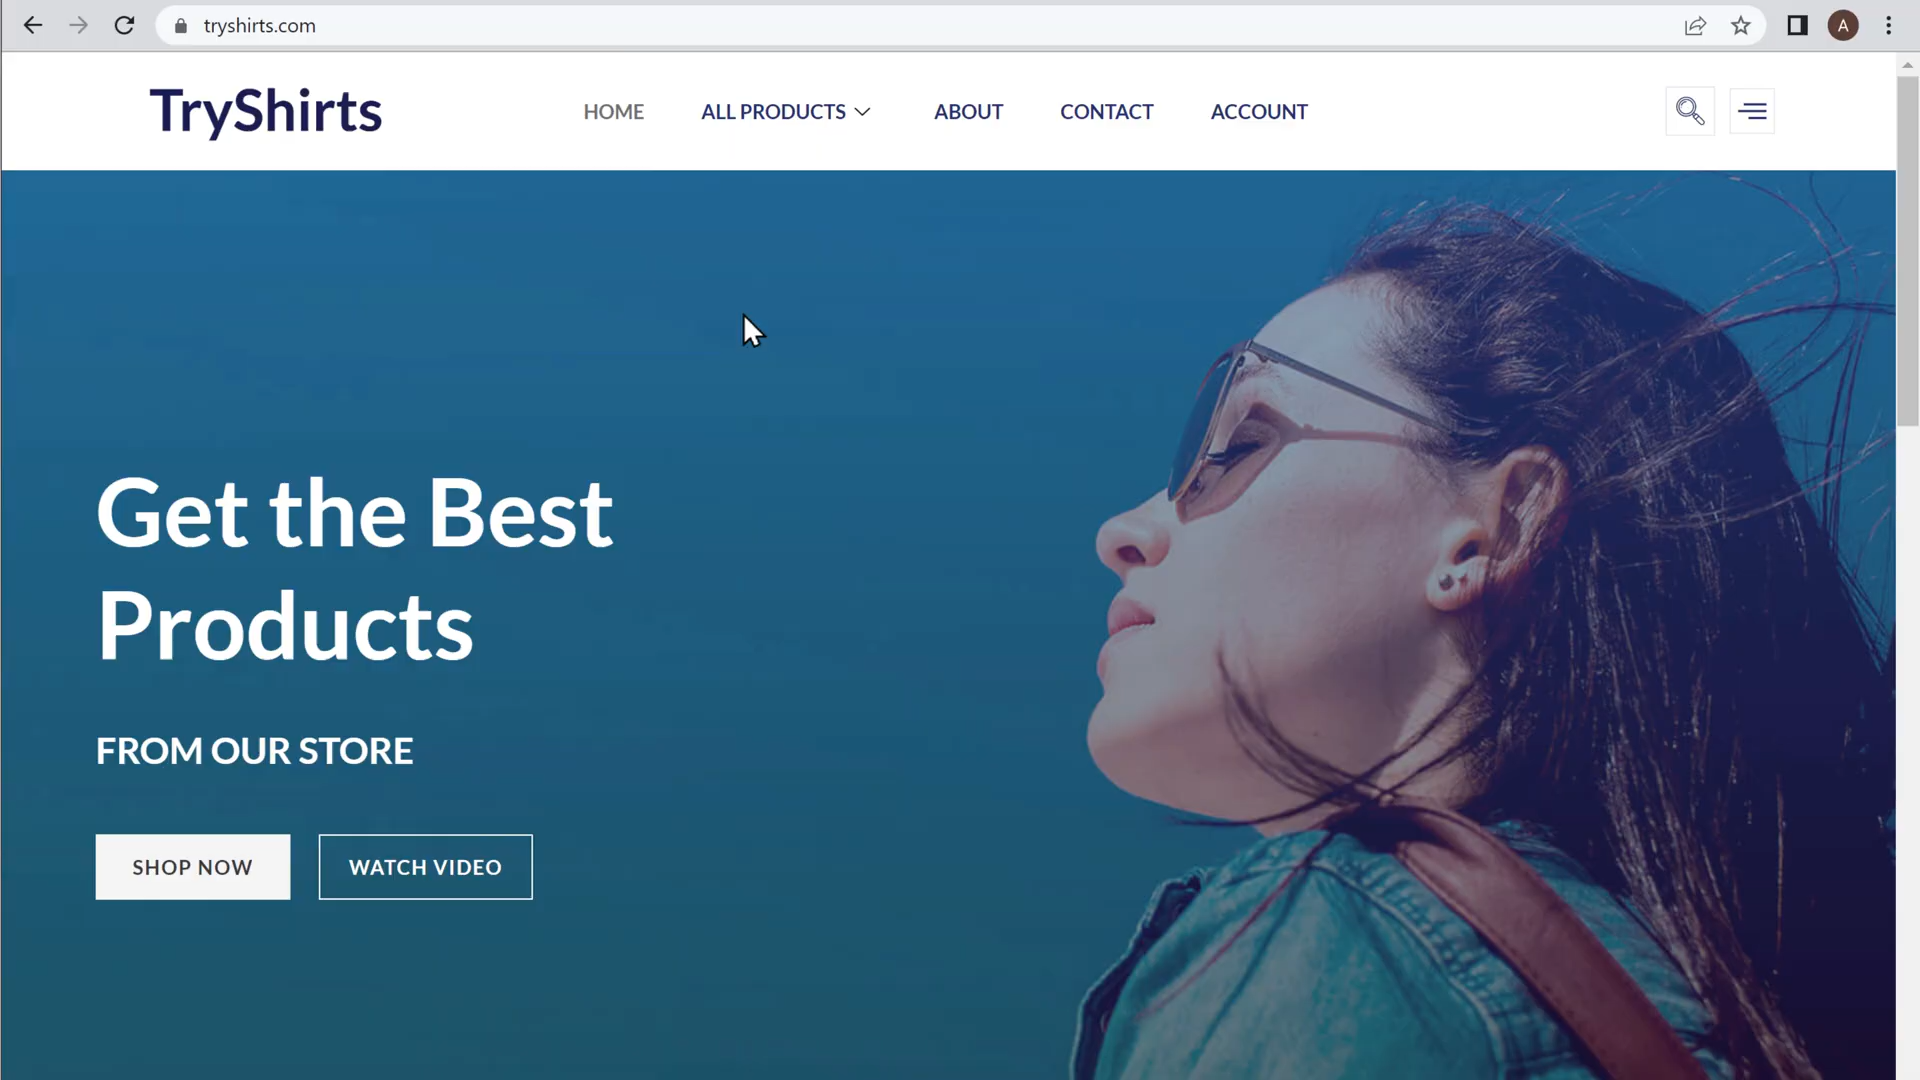 tryshirts.com
A
TryShirts
HOME ALL PRODUCTS ABOUT CONTACT ACCOUNT
Get the Best
Products
FROM OUR STORE
SHOP NOW WATCH VIDEO